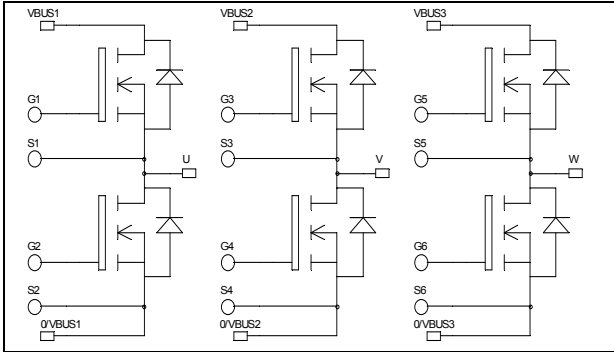 VBUS1 VBUS2 VBUS3
G1 G3 G5
S1 S3 S5
U V W
G2 G4 G6
S2 S4 S6
0/VBUS1 0/VBUS2 0/VBUS3